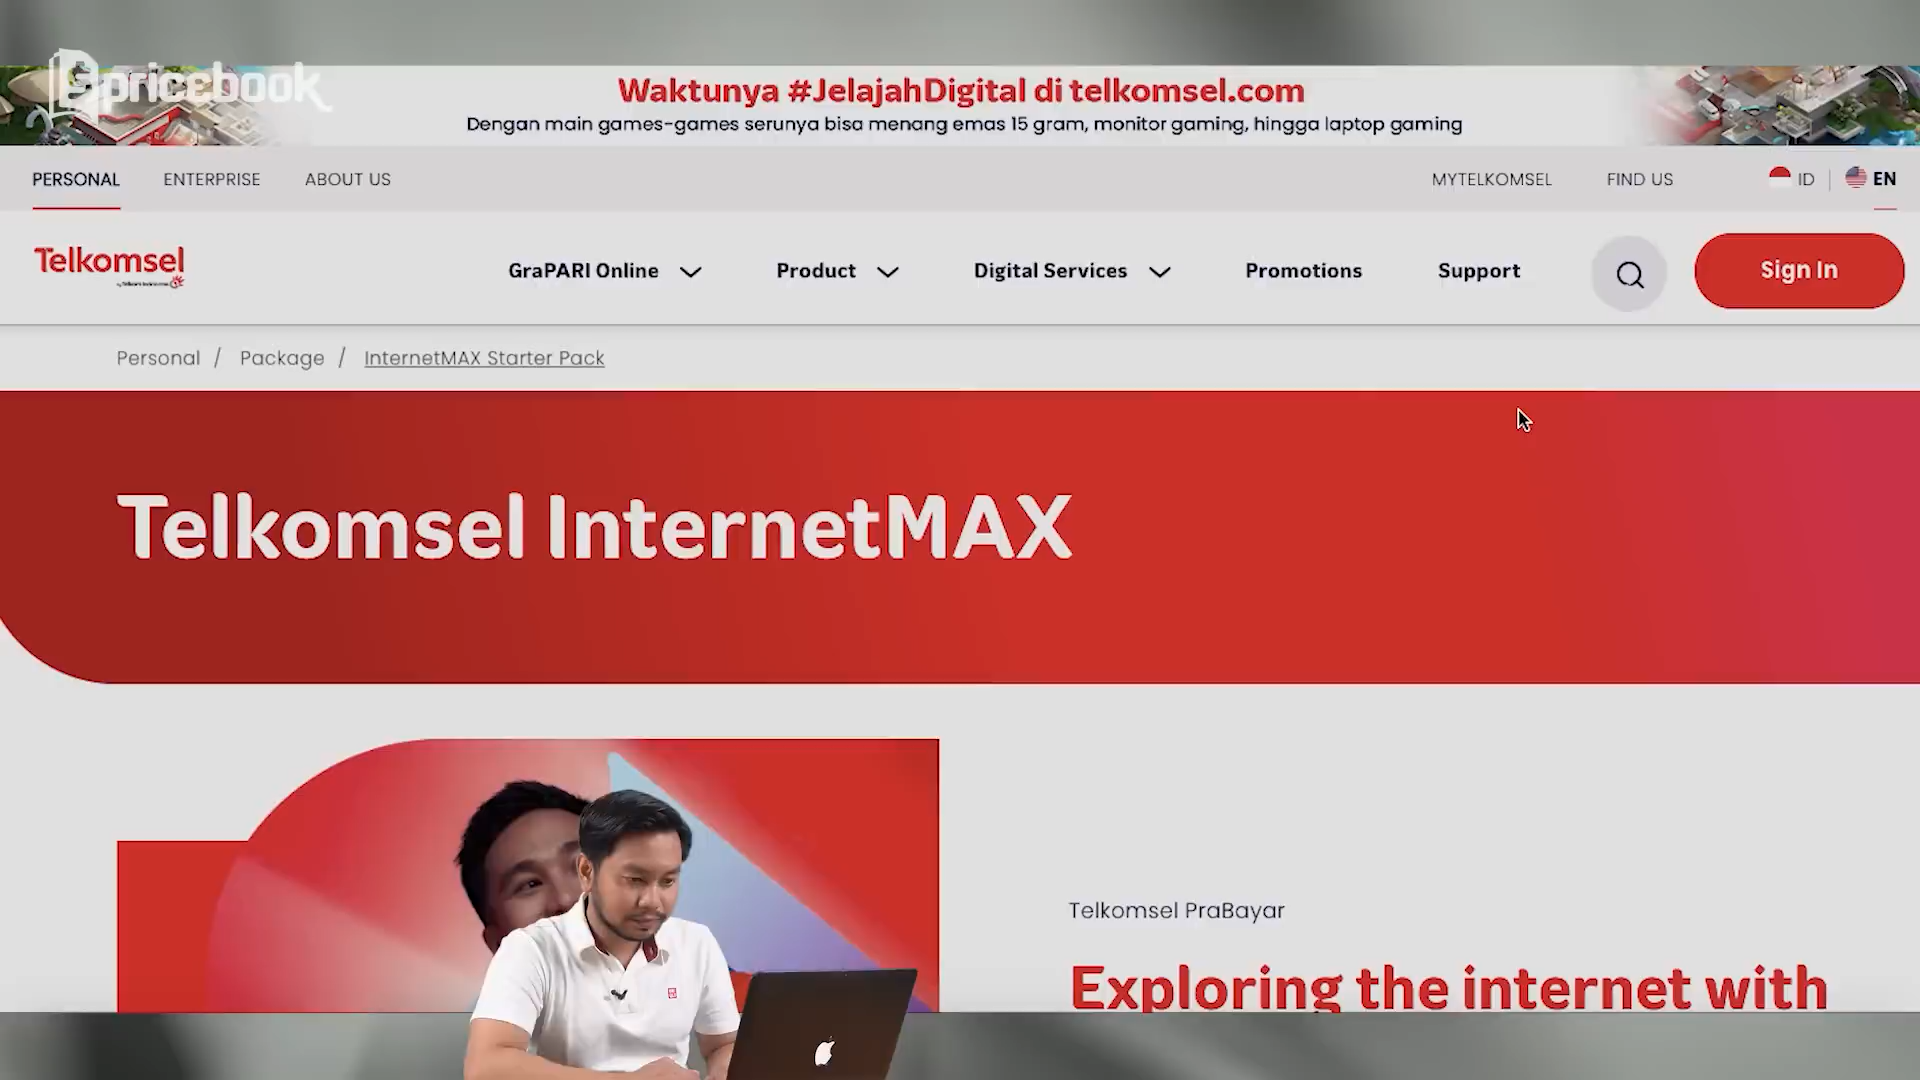 pricebook
Waktunya #JelajahDigital di telkomsel.com
Dengan main games-games serunya bisa menang emas 15 gram, monitor gaming, hingga laptop gaming
PERSONAL ENTERPRISE ABOUT US MYTELKOMSEL FIND US ID | EN
Telkomsel GraPARI Online Product Digital Services Promotions Support Sign In
Personal / Package / InternetMAX Starter Pack
Telkomsel InternetMAX
Telkomsel PraBayar
Exploring the internet with